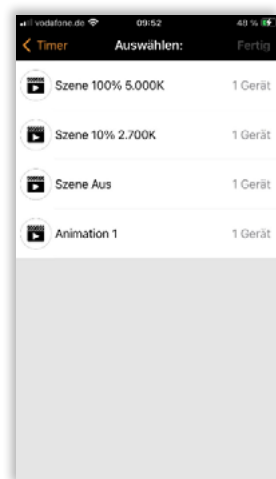 vodafone.de 09:52 48 %
Timer Auswählen: Fertig
Szene 100% 5.000K 1 Gerät
Szene 10% 2.700K 1 Gerät
Szene Aus 1 Gerät
Animation 1 1 Gerät